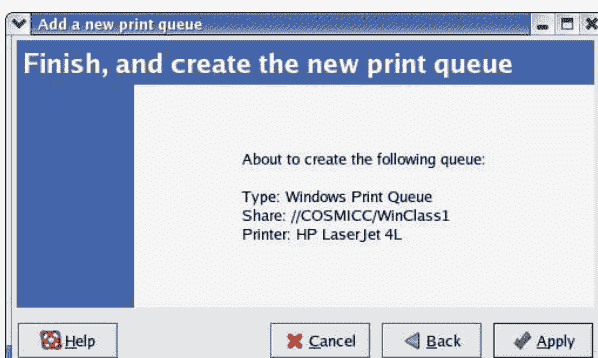 Add a new print queue
Finish, and create the new print queue
About to create the following queue:
Type: Windows Print Queue
Share: //COSMICC/WinClass1
Printer: HP LaserJet 4L
Help
Cancel
Back
Apply